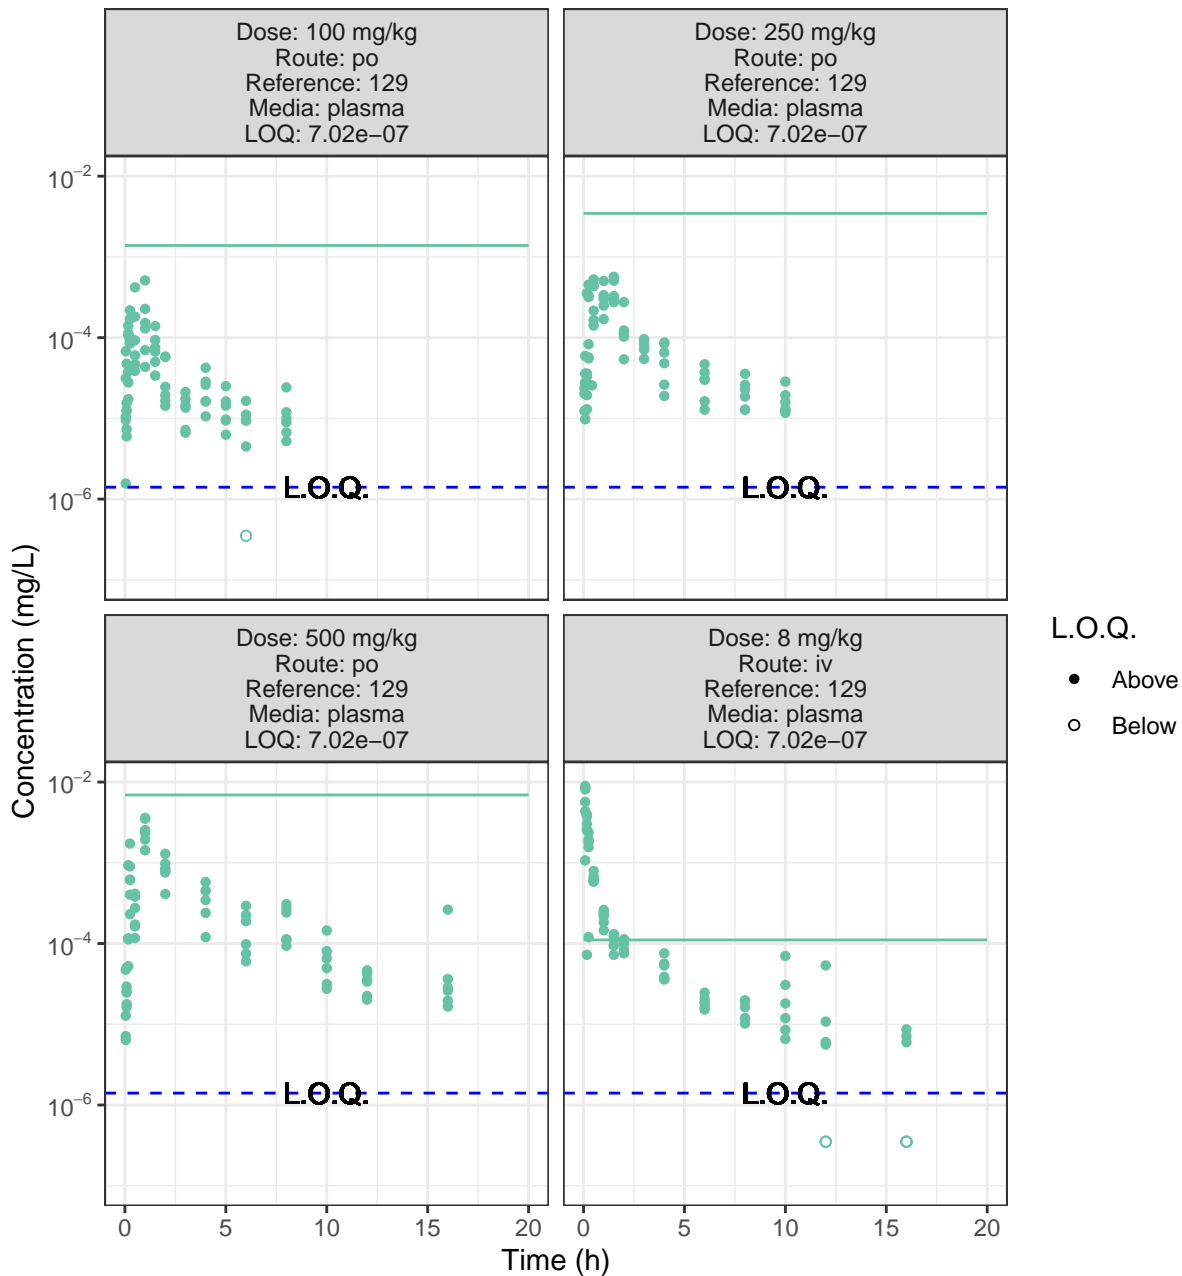 Dose: 100 mg/kg
Route: po
Reference: 129
Media: plasma
LOQ: 7.02e−07
Dose: 250 mg/kg
Route: po
Reference: 129
Media: plasma
LOQ: 7.02e−07
10⁻²
10⁻⁴
10⁻⁶
L.O.Q.
L.O.Q.
Concentration (mg/L)
Dose: 500 mg/kg
Route: po
Reference: 129
Media: plasma
LOQ: 7.02e−07
Dose: 8 mg/kg
Route: iv
Reference: 129
Media: plasma
LOQ: 7.02e−07
10⁻²
10⁻⁴
10⁻⁶
L.O.Q.
L.O.Q.
0 5 10 15 20
0 5 10 15 20
Time (h)
L.O.Q.
Above
Below